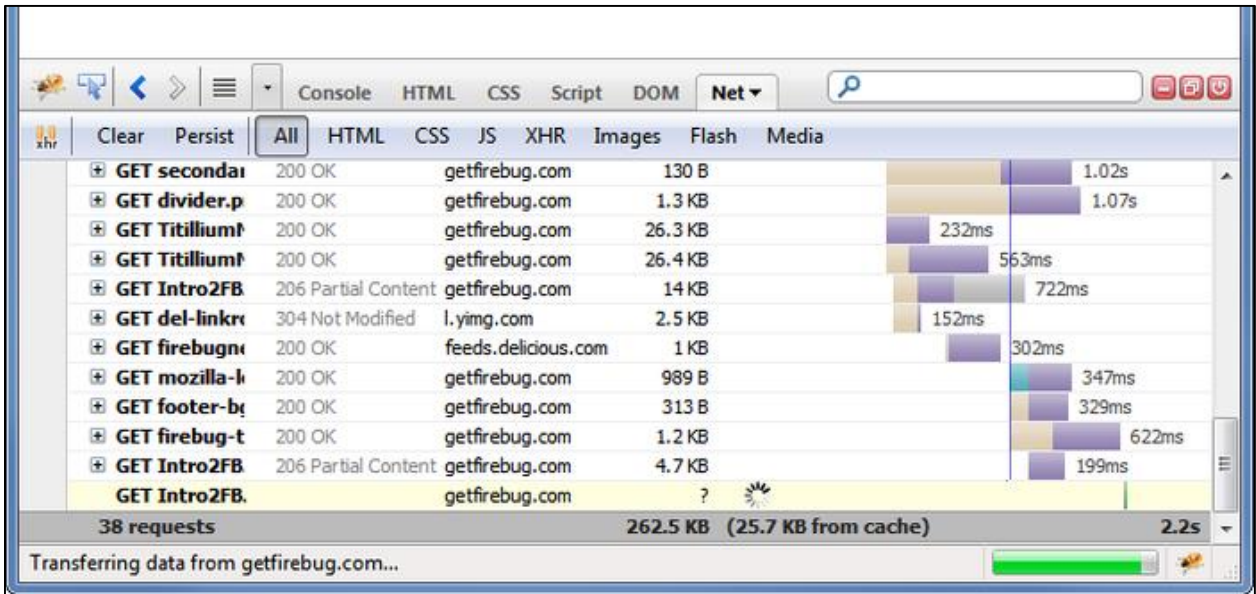 Console HTML CSS Script DOM Net
xhr Clear Persist All HTML CSS JS XHR Images Flash Media
GET secondar 200 OK getfirebug.com 130 B 1.02s
GET divider.p 200 OK getfirebug.com 1.3 KB 1.07s
GET Titillium 200 OK getfirebug.com 26.3 KB 232ms
GET Titillium 200 OK getfirebug.com 26.4 KB 563ms
GET Intro2FB. 206 Partial Content getfirebug.com 14 KB 722ms
GET del-linkr 304 Not Modified l.yimg.com 2.5 KB 152ms
GET firebugne 200 OK feeds.delicious.com 1 KB 302ms
GET mozilla-l 200 OK getfirebug.com 989 B 347ms
GET footer-bg 200 OK getfirebug.com 313 B 329ms
GET firebug-t 200 OK getfirebug.com 1.2 KB 622ms
GET Intro2FB. 206 Partial Content getfirebug.com 4.7 KB 199ms
GET Intro2FB. getfirebug.com ?
38 requests 262.5 KB (25.7 KB from cache) 2.2s
Transferring data from getfirebug.com...